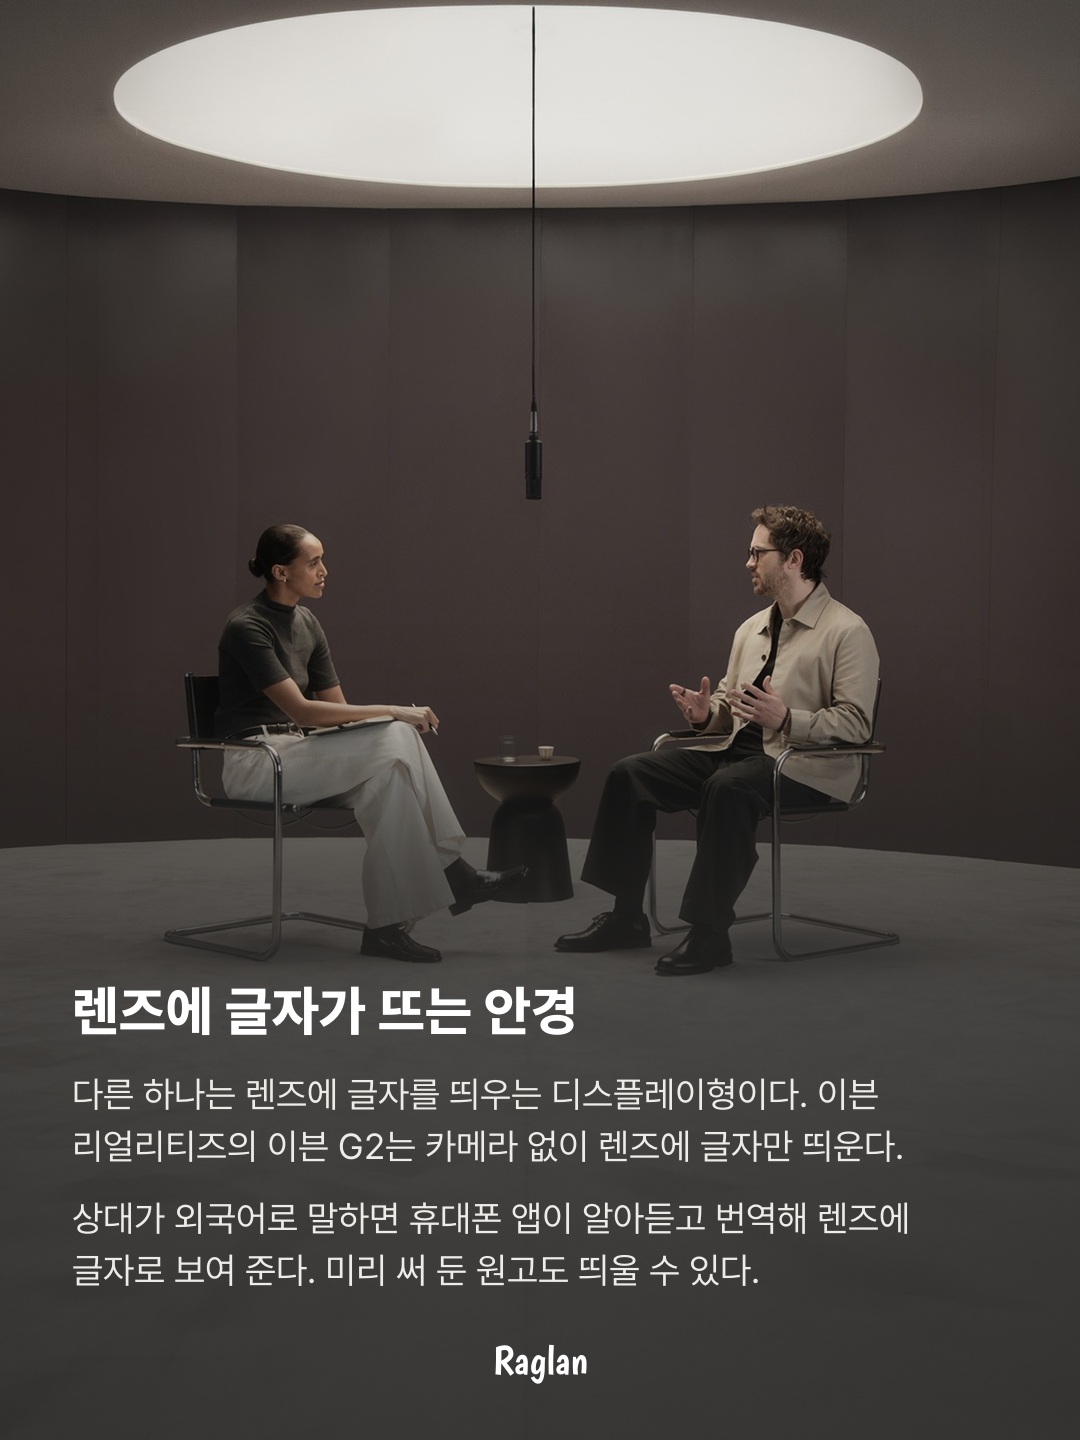 렌즈에 글자가 뜨는 안경
다른 하나는 렌즈에 글자를 띄우는 디스플레이형이다. 이븐
리얼리티즈의 이븐 G2는 카메라 없이 렌즈에 글자만 띄운다.
상대가 외국어로 말하면 휴대폰 앱이 알아듣고 번역해 렌즈에
글자로 보여 준다. 미리 써 둔 원고도 띄울 수 있다.
Raglan